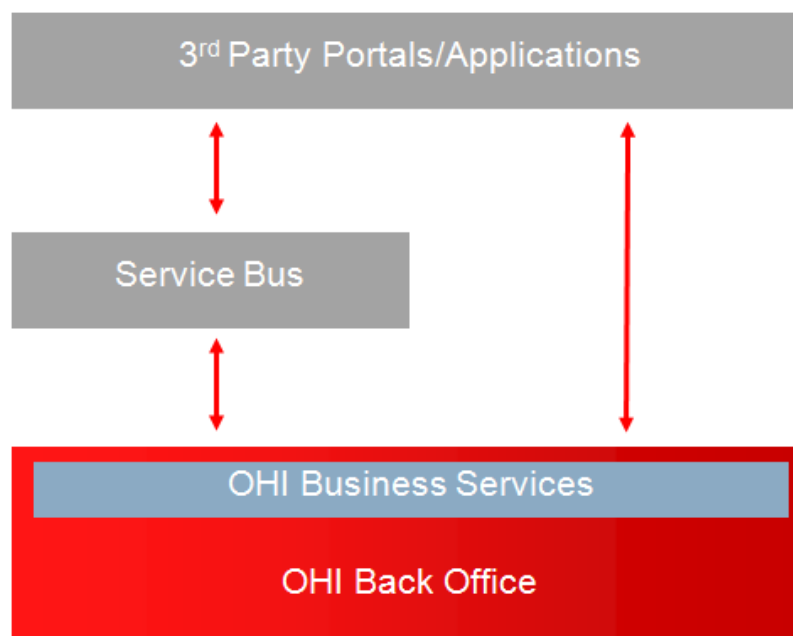 3rd Party Portals/Applications
Service Bus
OHI Business Services
OHI Back Office